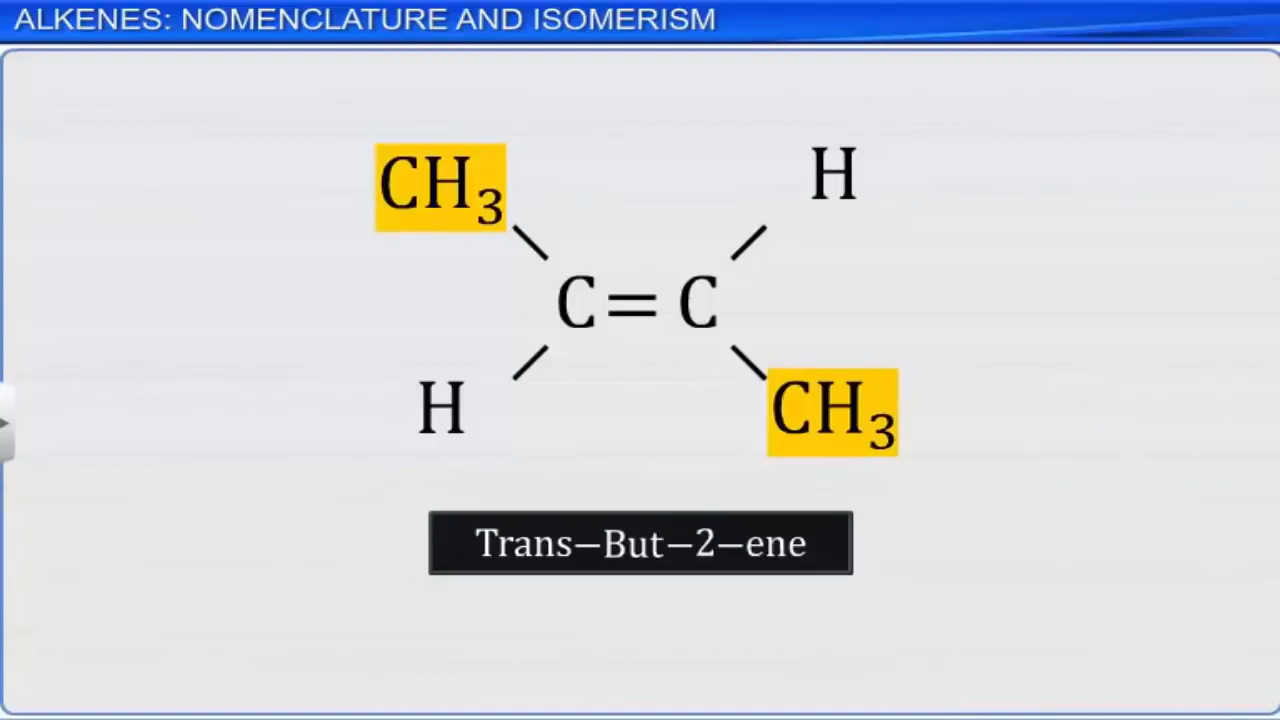 ALKENES: NOMENCLATURE AND ISOMERISM
CH₃ H
C=C
H CH₃
Trans−But−2−ene